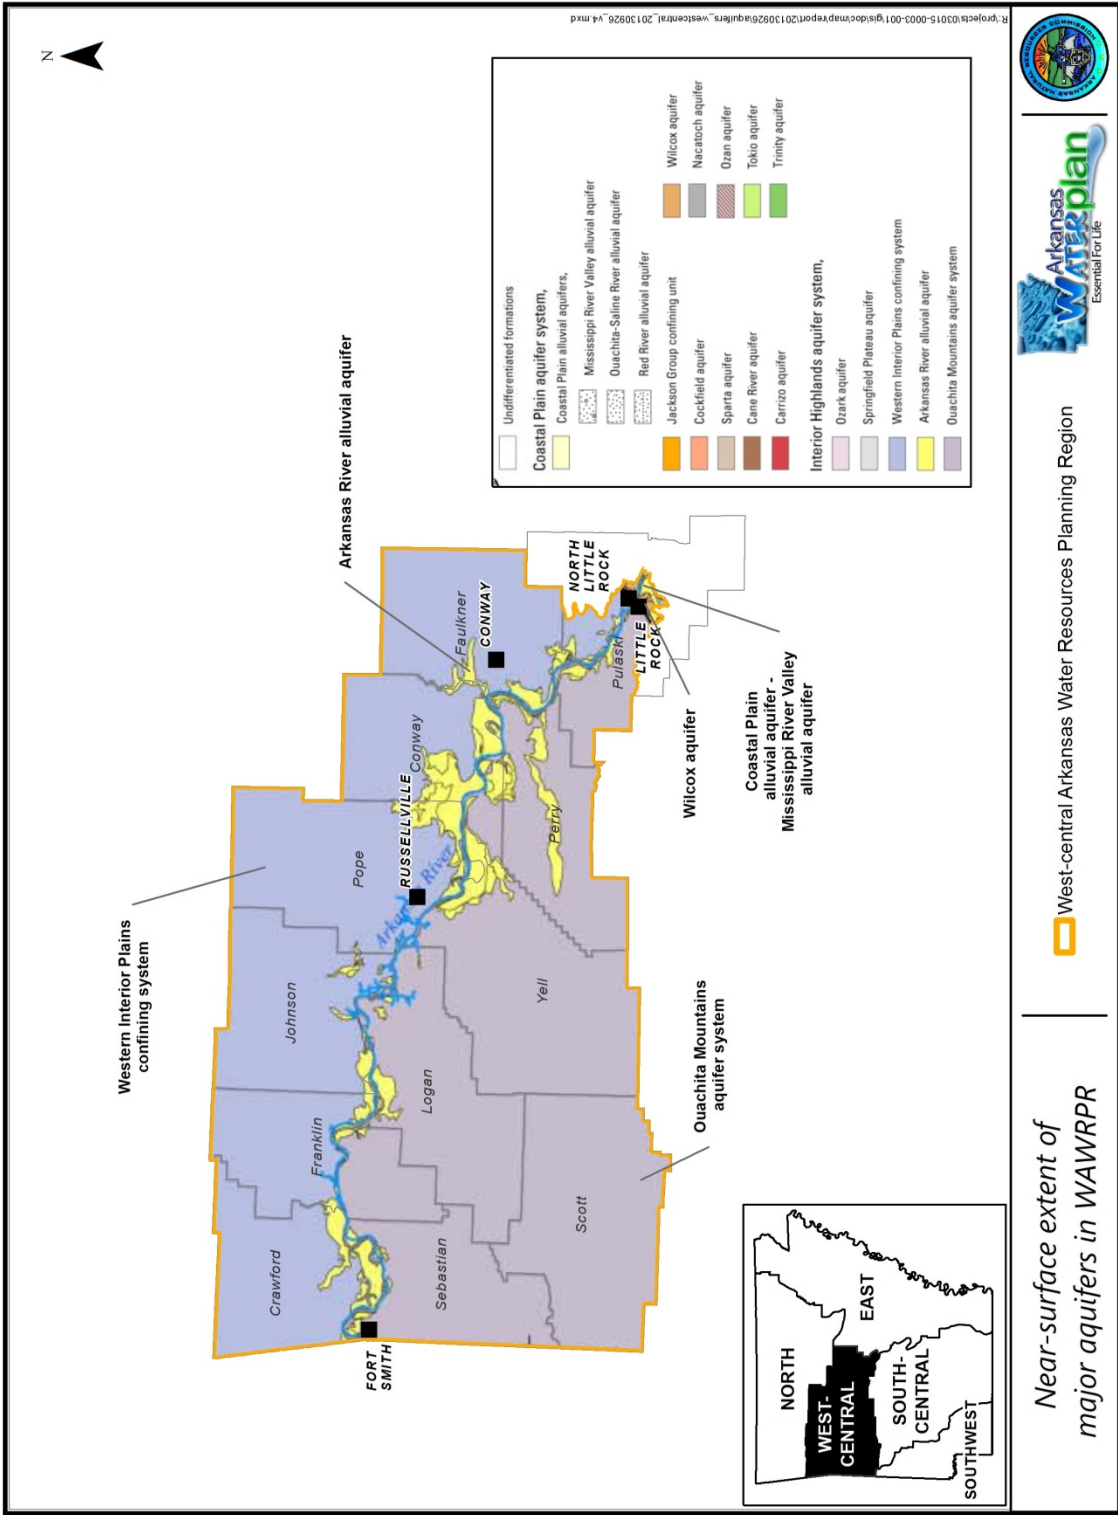 N
Western Interior Plains
confining system
Arkansas River alluvial aquifer
Crawford
Franklin
Johnson
Pope
Conway
Faulkner
RUSSELLVILLE
CONWAY
Arkansas River
FORT
SMITH
Sebastian
Logan
Yell
Perry
Pulaski
Scott
NORTH
LITTLE
ROCK
LITTLE
ROCK
Ouachita Mountains
aquifer system
Wilcox aquifer
Coastal Plain
alluvial aquifer -
Mississippi River Valley
alluvial aquifer
NORTH
WEST-
CENTRAL
EAST
SOUTH-
CENTRAL
SOUTHWEST
Undifferentiated formations
Coastal Plain aquifer system,
Coastal Plain alluvial aquifers,
Mississippi River Valley alluvial aquifer
Ouachita-Saline River alluvial aquifer
Red River alluvial aquifer
Jackson Group confining unit
Cockfield aquifer
Sparta aquifer
Cane River aquifer
Carrizo aquifer
Wilcox aquifer
Nacatoch aquifer
Ozan aquifer
Tokio aquifer
Trinity aquifer
Interior Highlands aquifer system,
Ozark aquifer
Springfield Plateau aquifer
Western Interior Plains confining system
Arkansas River alluvial aquifer
Ouachita Mountains aquifer system
R:\projects\03015-0003-001\gis\doc\map\report\20130926\aquifers_westcentral_20130926_v4.mxd
Near-surface extent of
major aquifers in WAWRPR
West-central Arkansas Water Resources Planning Region
Arkansas
WATERplan
Essential For Life
ARKANSAS NATURAL RESOURCES COMMISSION